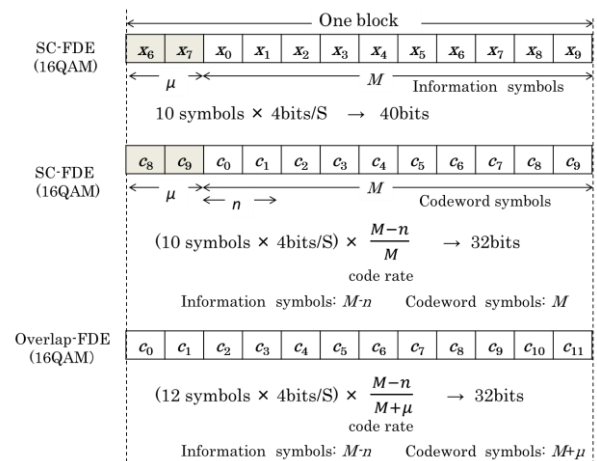 One block
SC-FDE
(16QAM)
x6 x7 x0 x1 x2 x3 x4 x5 x6 x7 x8 x9
μ M Information symbols
10 symbols × 4bits/S → 40bits
SC-FDE
(16QAM)
c8 c9 c0 c1 c2 c3 c4 c5 c6 c7 c8 c9
μ n M Codeword symbols
(10 symbols × 4bits/S) × M−n / M → 32bits
code rate
Information symbols: M-n Codeword symbols: M
Overlap-FDE
(16QAM)
c0 c1 c2 c3 c4 c5 c6 c7 c8 c9 c10 c11
(12 symbols × 4bits/S) × M−n / M+μ → 32bits
code rate
Information symbols: M-n Codeword symbols: M+μ